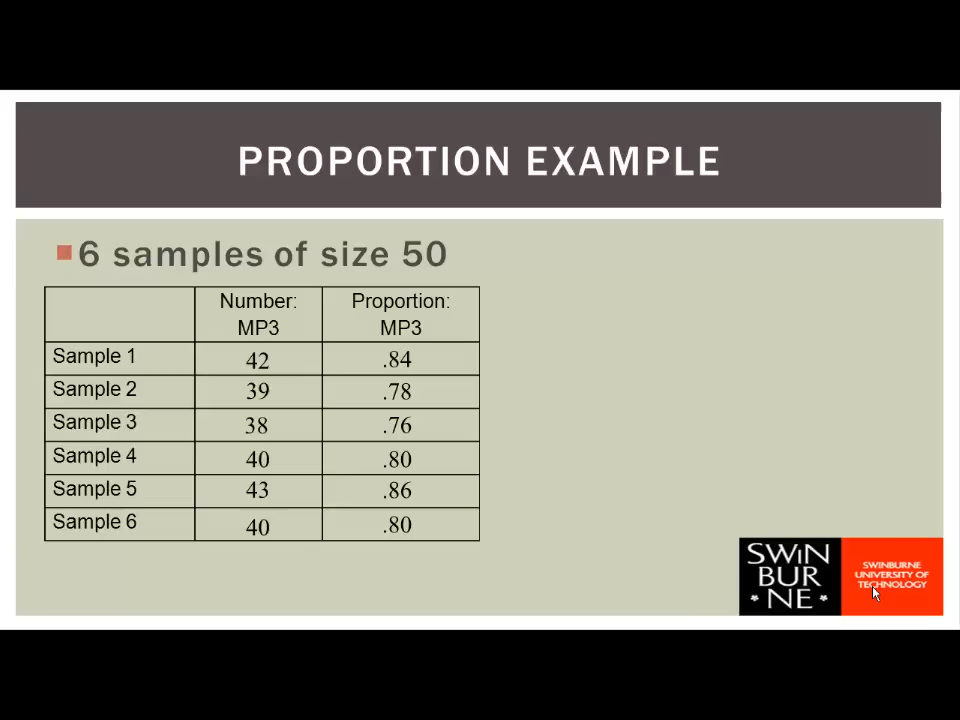 PROPORTION EXAMPLE
6 samples of size 50
Number: MP3 Proportion: MP3
Sample 1 42 .84
Sample 2 39 .78
Sample 3 38 .76
Sample 4 40 .80
Sample 5 43 .86
Sample 6 40 .80
SWIN
BUR
NE
SWINBURNE
UNIVERSITY OF
TECHNOLOGY